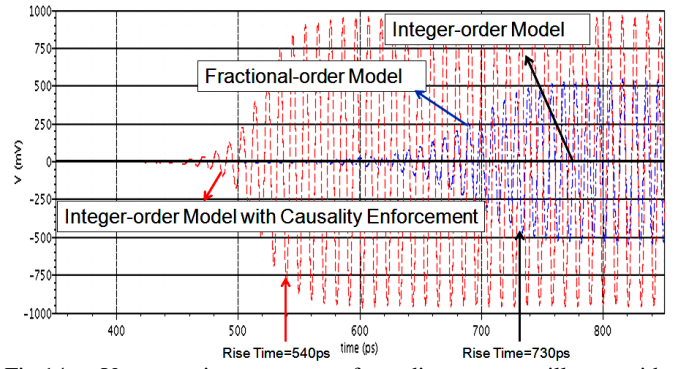 1000
Integer-order Model
750
Fractional-order Model
500
250
V (mV)
0
-250
Integer-order Model with Causality Enforcement
-500
-750
-1000
400
500
600
700
800
Rise Time=540ps
time (ps)
Rise Time=730ps